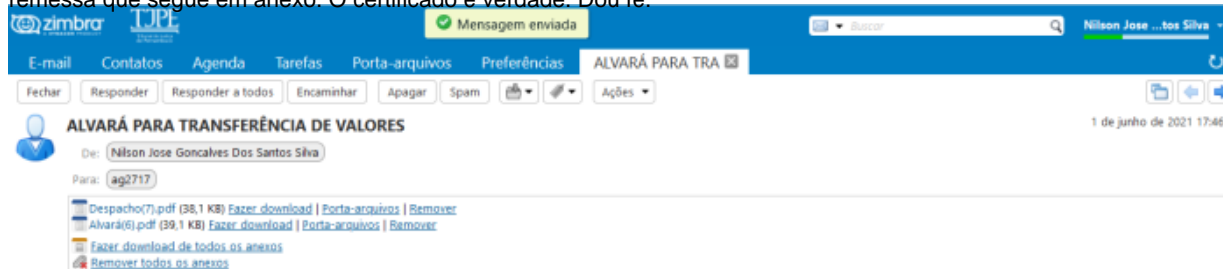 remessa que segue em anexo. O certificado é verdade. Dou fé.
zimbra TJPE Mensagem enviada Buscar Nilson Jose ...tos Silva
E-mail Contatos Agenda Tarefas Porta-arquivos Preferências ALVARÁ PARA TRA
Fechar Responder Responder a todos Encaminhar Apagar Spam Ações
ALVARÁ PARA TRANSFERÊNCIA DE VALORES 1 de junho de 2021 17:46
De: Nilson Jose Goncalves Dos Santos Silva
Para: ag2717
Despacho(7).pdf (38,1 KB) Fazer download | Porta-arquivos | Remover
Alvará(6).pdf (39,1 KB) Fazer download | Porta-arquivos | Remover
Fazer download de todos os anexos
Remover todos os anexos